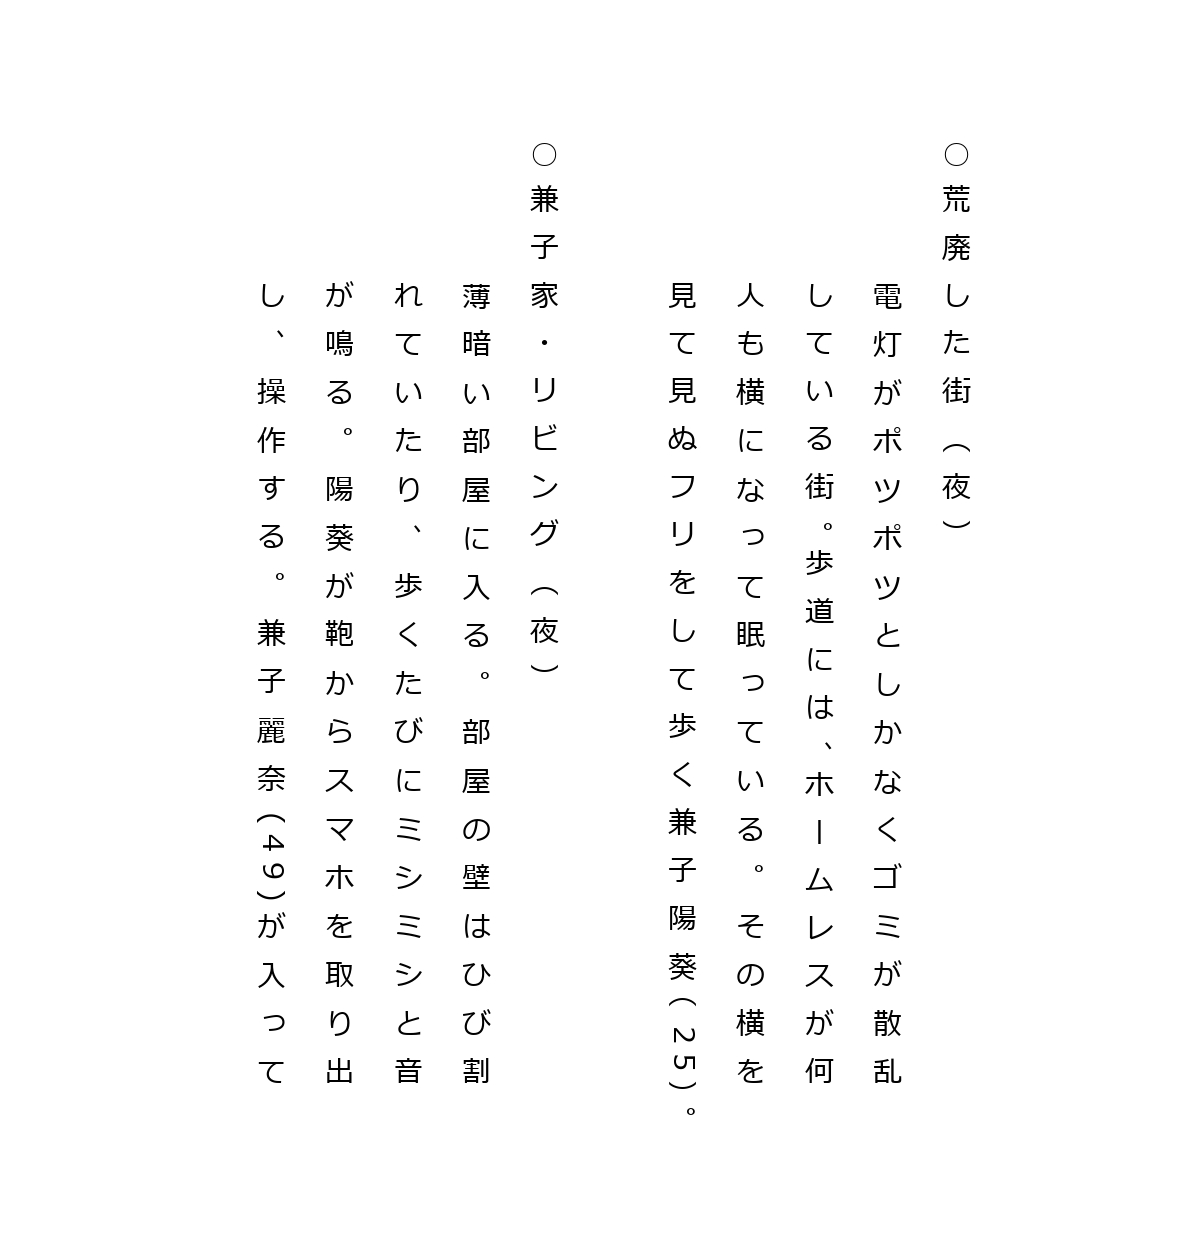 〇荒廃した街（夜）
電灯がポツポツとしかなくゴミが散乱
している街。歩道には、ホームレスが何
人も横になって眠っている。その横を
見て見ぬフリをして歩く兼子陽葵(25)。
〇兼子家・リビング（夜）
薄暗い部屋に入る。部屋の壁はひび割
れていたり、歩くたびにミシミシと音
が鳴る。陽葵が鞄からスマホを取り出
し、操作する。兼子麗奈(49)が入って